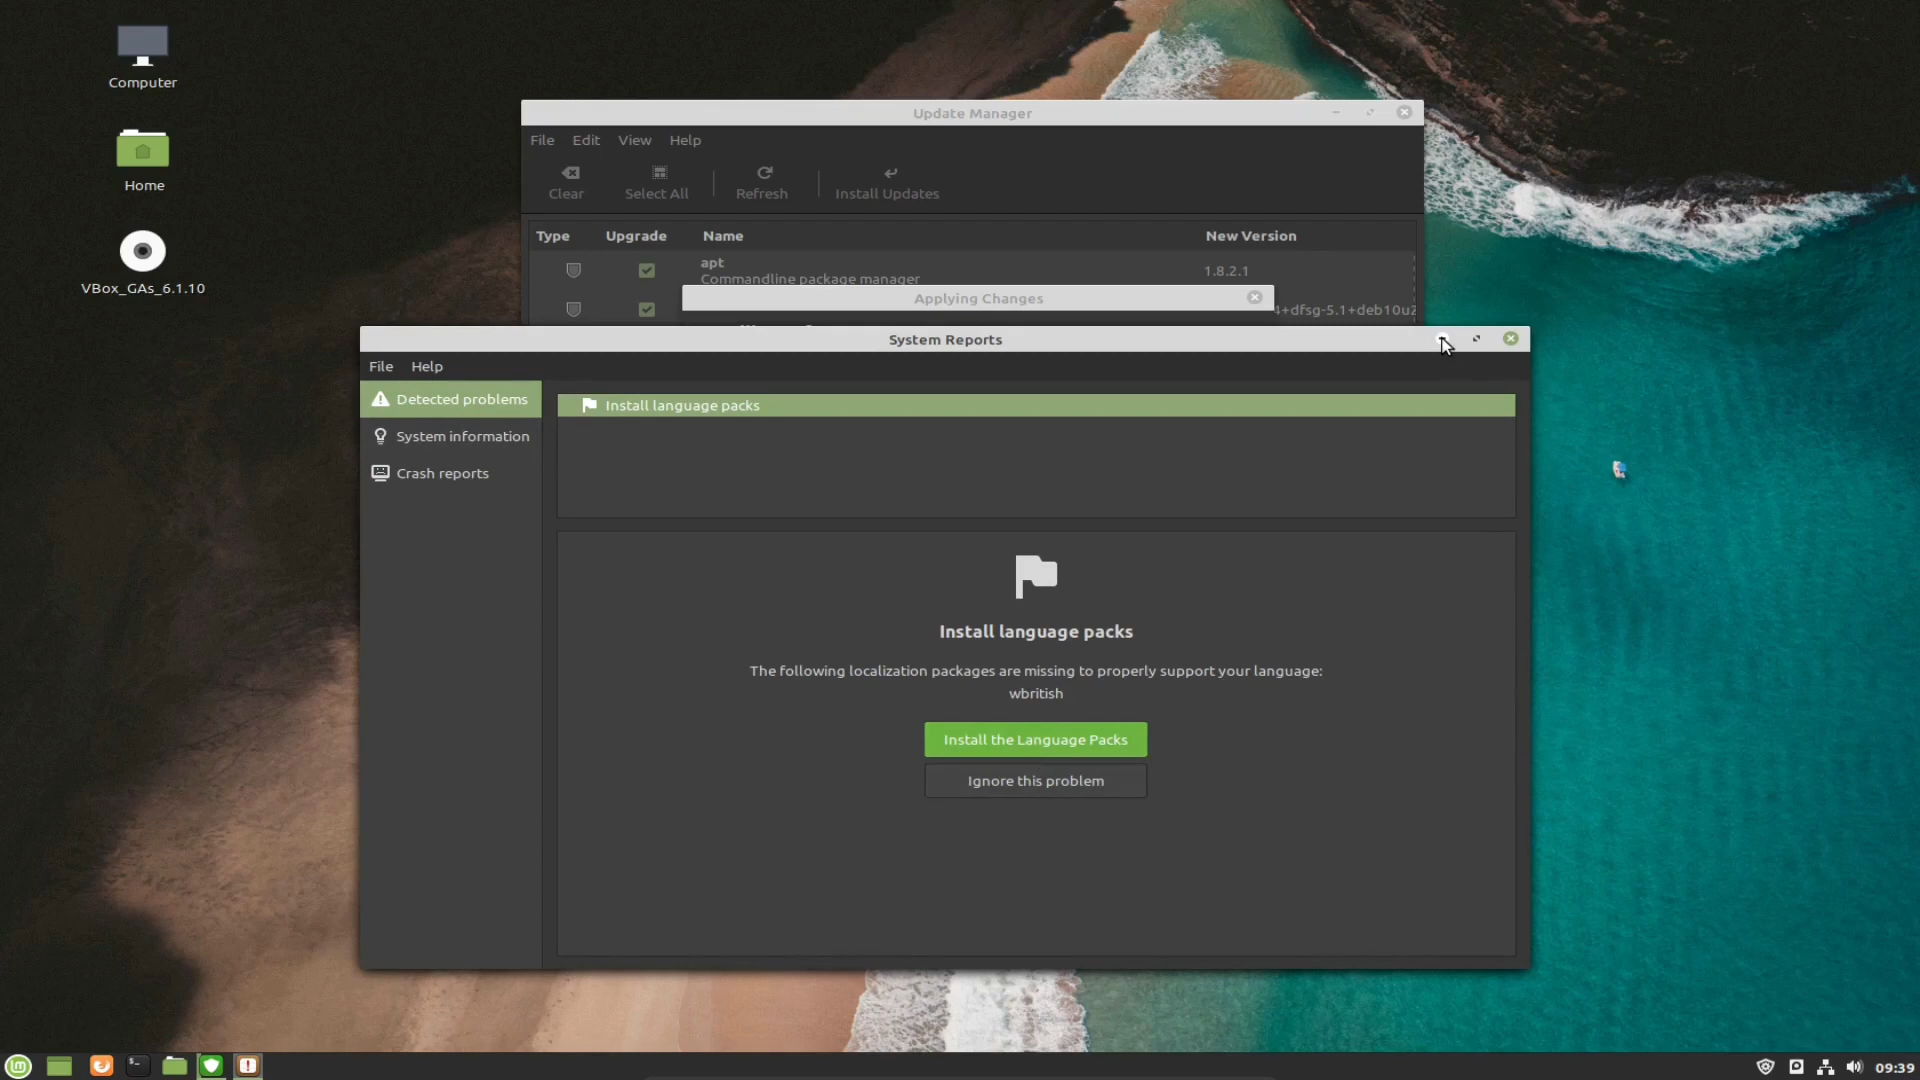 Computer
Home
VBox_GAs_6.1.10
Update Manager
File Edit View Help
Clear Select All Refresh Install Updates
Type Upgrade Name New Version
apt
Commandline package manager
1.8.2.1
Applying Changes
4+dfsg-5.1+deb10u2
System Reports
File Help
Detected problems
System information
Crash reports
Install language packs
Install language packs
The following localization packages are missing to properly support your language:
wbritish
Install the Language Packs
Ignore this problem
09:39